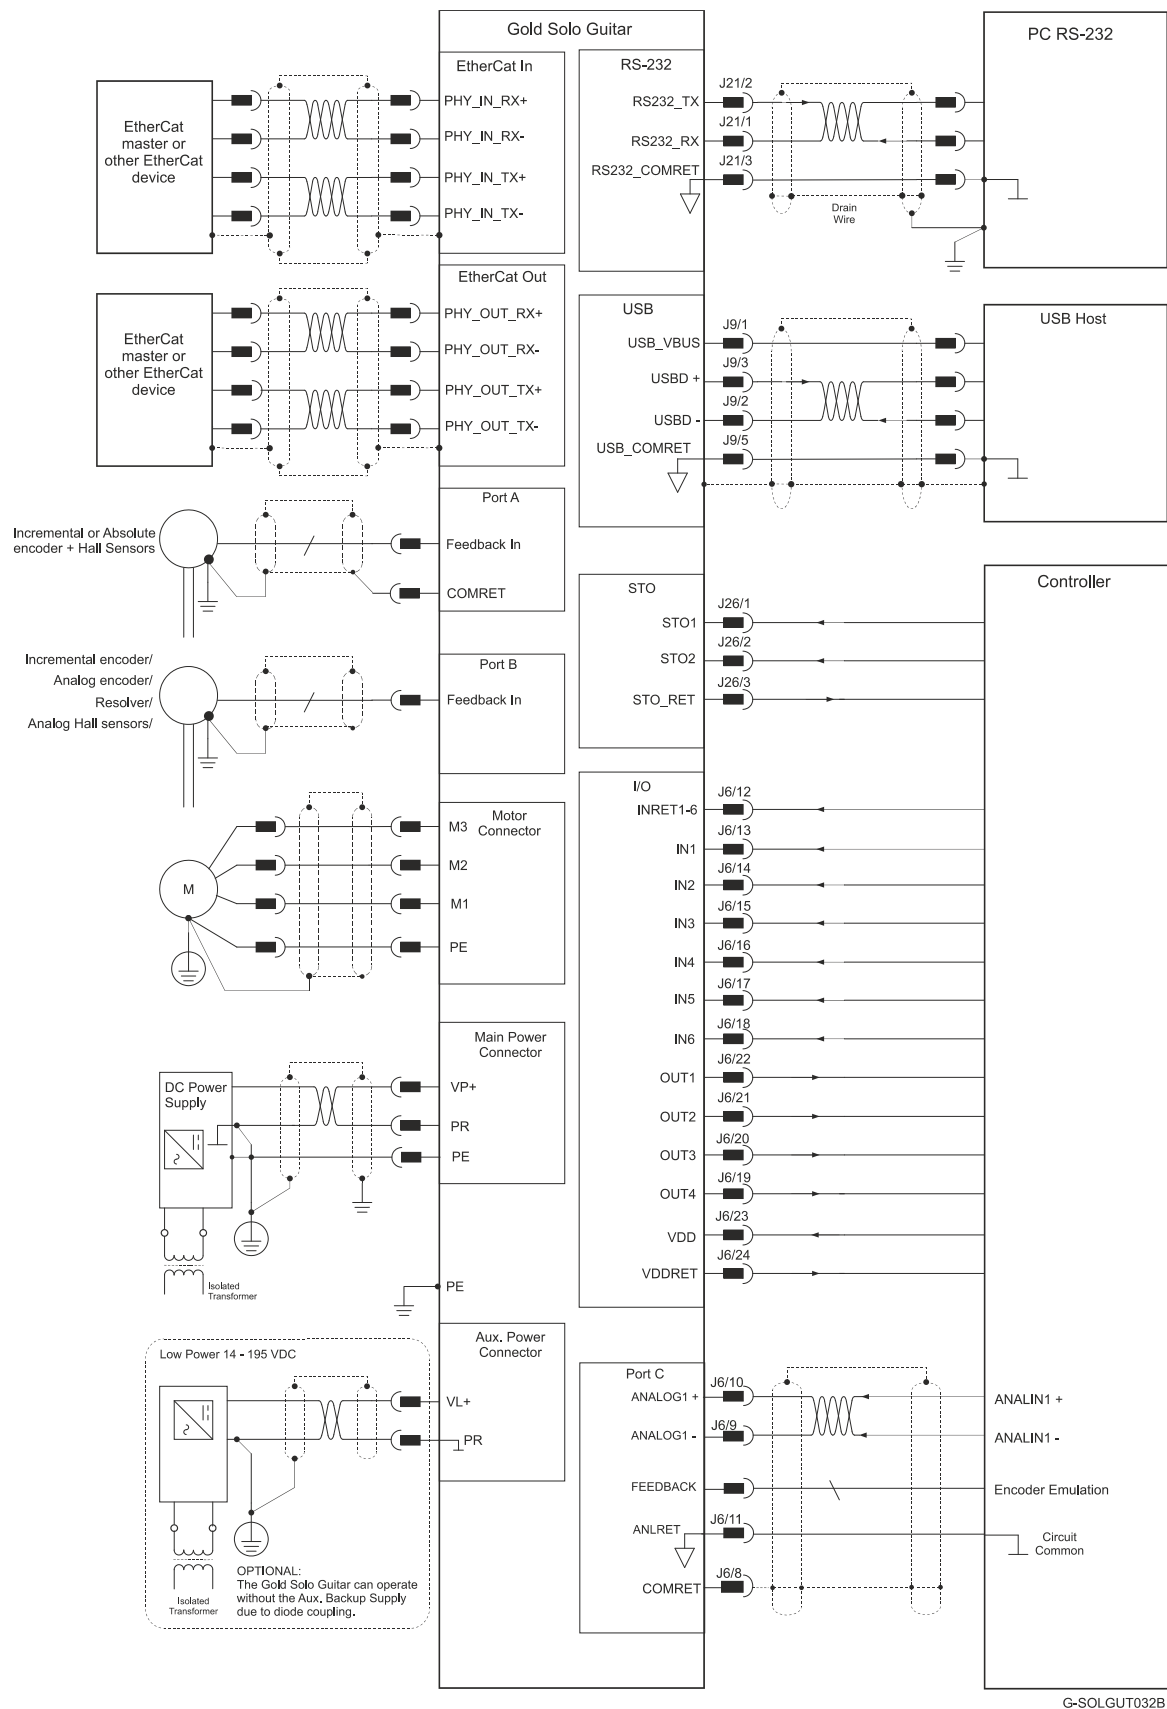 Gold Solo Guitar
EtherCat In
PHY_IN_RX+
PHY_IN_RX-
PHY_IN_TX+
PHY_IN_TX-
EtherCat
master or
other EtherCat
device
EtherCat Out
PHY_OUT_RX+
PHY_OUT_RX-
PHY_OUT_TX+
PHY_OUT_TX-
EtherCat
master or
other EtherCat
device
Port A
Incremental or Absolute
encoder + Hall Sensors
Feedback In
COMRET
Port B
Incremental encoder/
Analog encoder/
Resolver/
Analog Hall sensors/
Feedback In
Motor
Connector
M3
M2
M1
PE
M
Main Power
Connector
DC Power
Supply
VP+
PR
PE
Isolated
Transformer
PE
Aux. Power
Connector
Low Power 14 - 195 VDC
VL+
PR
Isolated
Transformer
OPTIONAL:
The Gold Solo Guitar can operate
without the Aux. Backup Supply
due to diode coupling.
RS-232
RS232_TX
J21/2
RS232_RX
J21/1
RS232_COMRET
J21/3
Drain
Wire
PC RS-232
USB
USB_VBUS
J9/1
USBD +
J9/3
USBD -
J9/2
USB_COMRET
J9/5
USB Host
STO
STO1
J26/1
STO2
J26/2
STO_RET
J26/3
Controller
I/O
INRET1-6
J6/12
IN1
J6/13
IN2
J6/14
IN3
J6/15
IN4
J6/16
IN5
J6/17
IN6
J6/18
OUT1
J6/22
OUT2
J6/21
OUT3
J6/20
OUT4
J6/19
VDD
J6/23
VDDRET
J6/24
Port C
ANALOG1 +
J6/10
ANALIN1 +
ANALOG1 -
J6/9
ANALIN1 -
FEEDBACK
Encoder Emulation
ANLRET
J6/11
Circuit
Common
COMRET
J6/8
G-SOLGUT032B